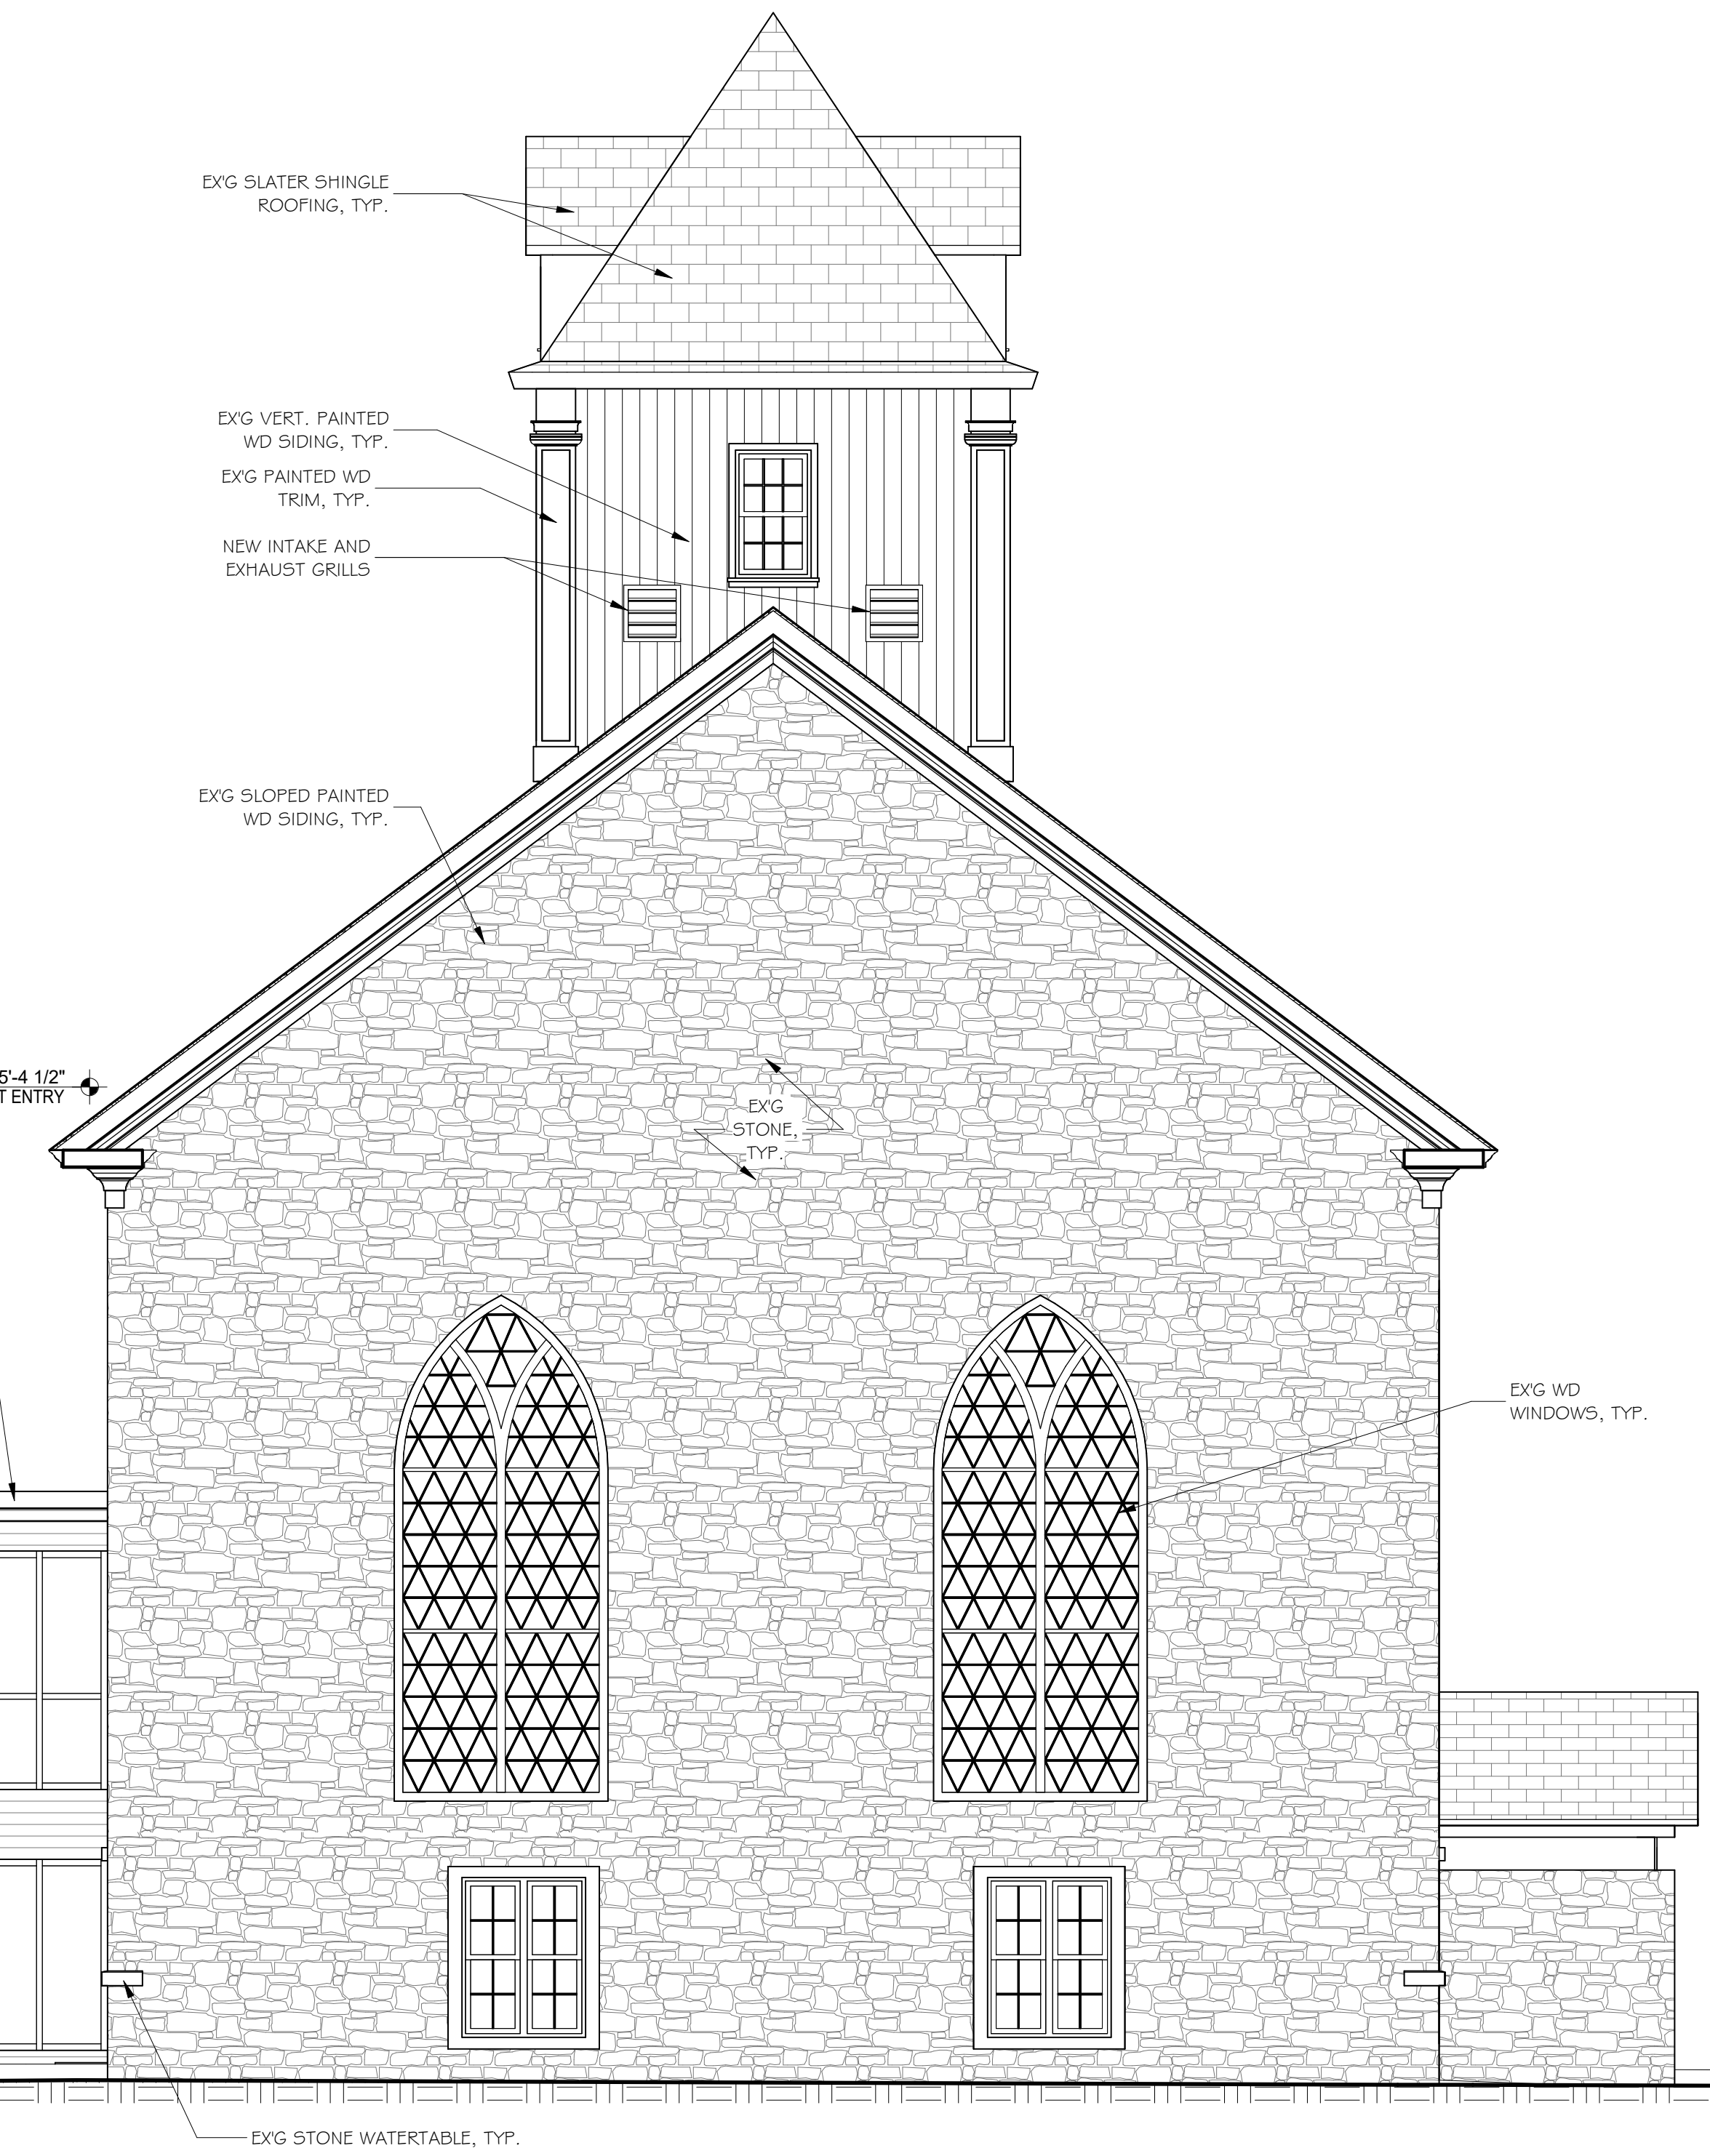 EX'G SLATER SHINGLE
ROOFING, TYP.
EX'G VERT. PAINTED
WD SIDING, TYP.
EX'G PAINTED WD
TRIM, TYP.
NEW INTAKE AND
EXHAUST GRILLS
EX'G SLOPED PAINTED
WD SIDING, TYP.
5'-4 1/2"
T ENTRY
EX'G
STONE,
TYP.
EX'G WD
WINDOWS, TYP.
EX'G STONE WATERTABLE, TYP.